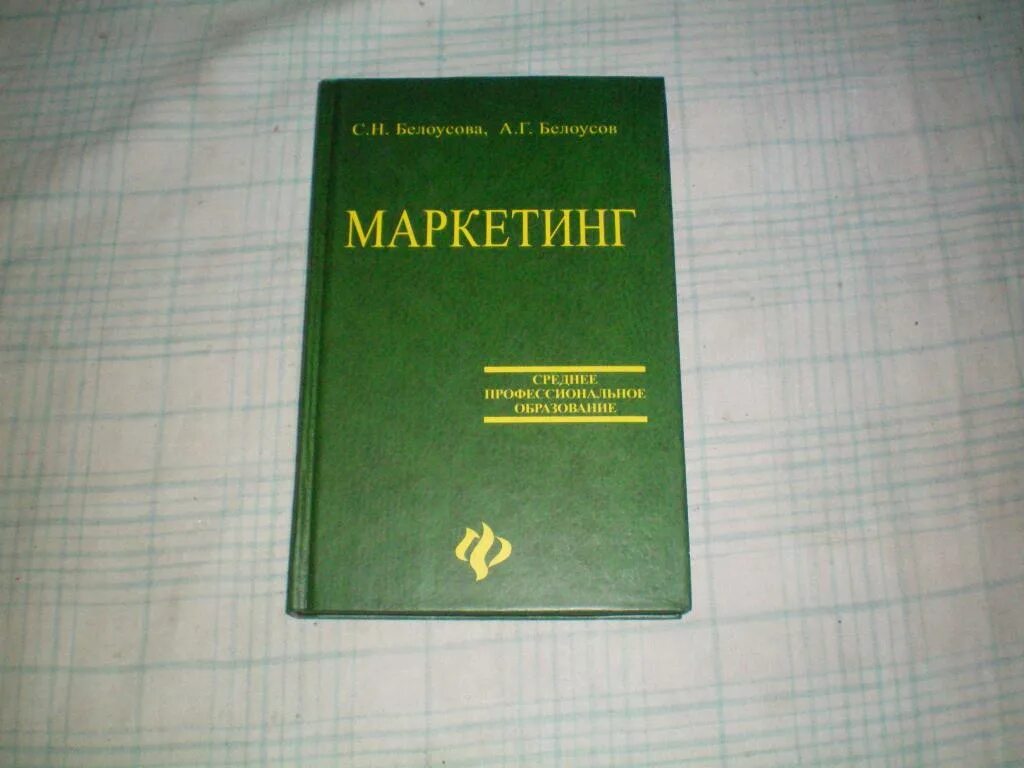 С.Н. Белоусова, А.Г. Белоусов
МАРКЕТИНГ
СРЕДНЕЕ
ПРОФЕССИОНАЛЬНОЕ
ОБРАЗОВАНИЕ